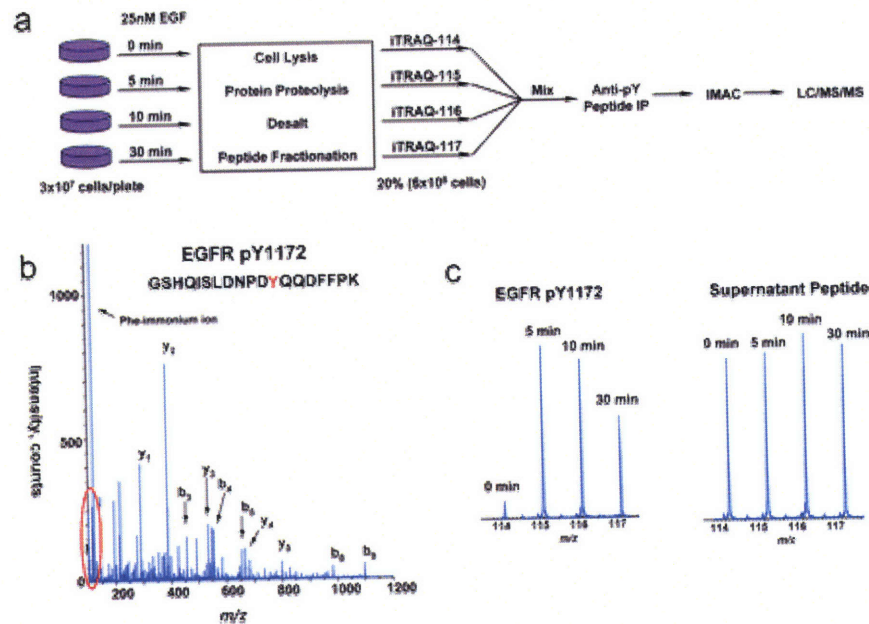 a
25nM EGF
0 min
5 min
10 min
30 min
3x10⁷ cells/plate
Cell Lysis
Protein Proteolysis
Desalt
Peptide Fractionation
iTRAQ-114
iTRAQ-115
iTRAQ-116
iTRAQ-117
20% (6x10⁶ cells)
Mix
Anti-pY
Peptide IP
IMAC
LC/MS/MS
b
EGFR pY1172
GSHQISLDNPDYQQDFFPK
Phe-immonium ion
Intensity, counts
1000
500
0
y₁
y₂
b₃
y₃
b₄
b₅
y₄
y₅
b₈
b₉
200
400
600
800
1000
1200
m/z
c
EGFR pY1172
0 min
5 min
10 min
30 min
114
115
116
117
m/z
Supernatant Peptide
0 min
5 min
10 min
30 min
114
115
116
117
m/z